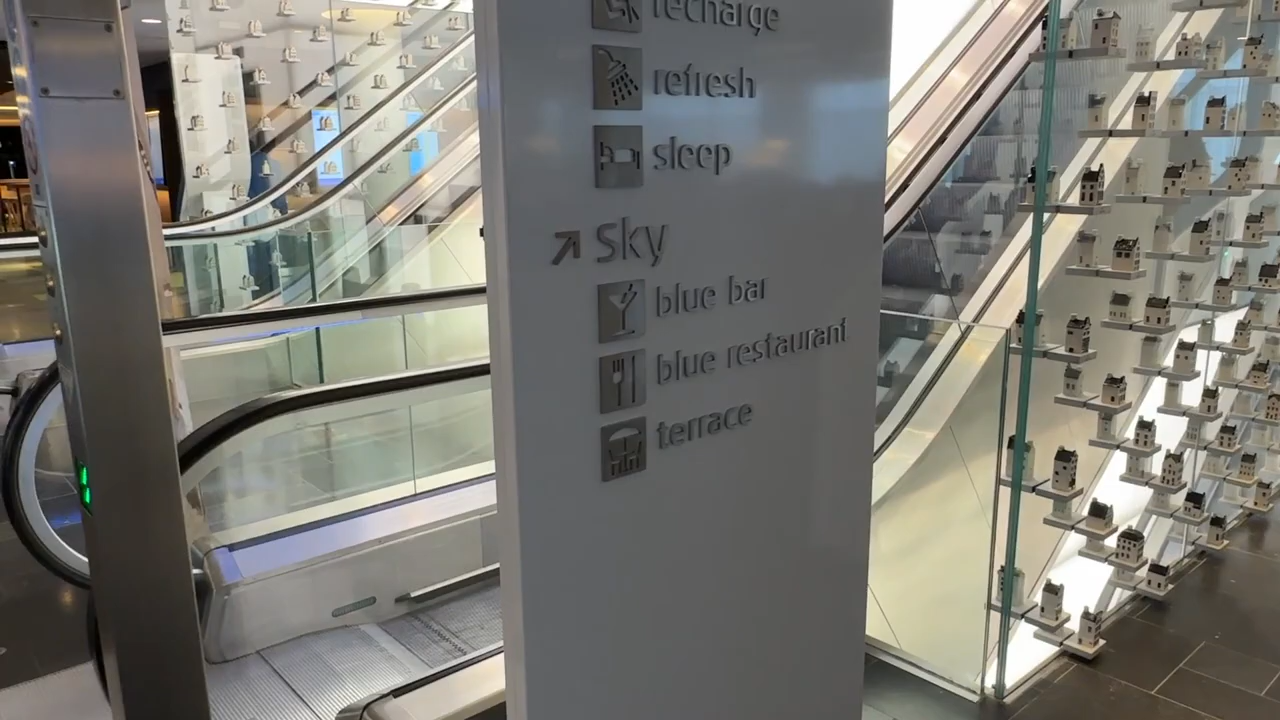 recharge
refresh
sleep
Sky
blue bar
blue restaurant
terrace